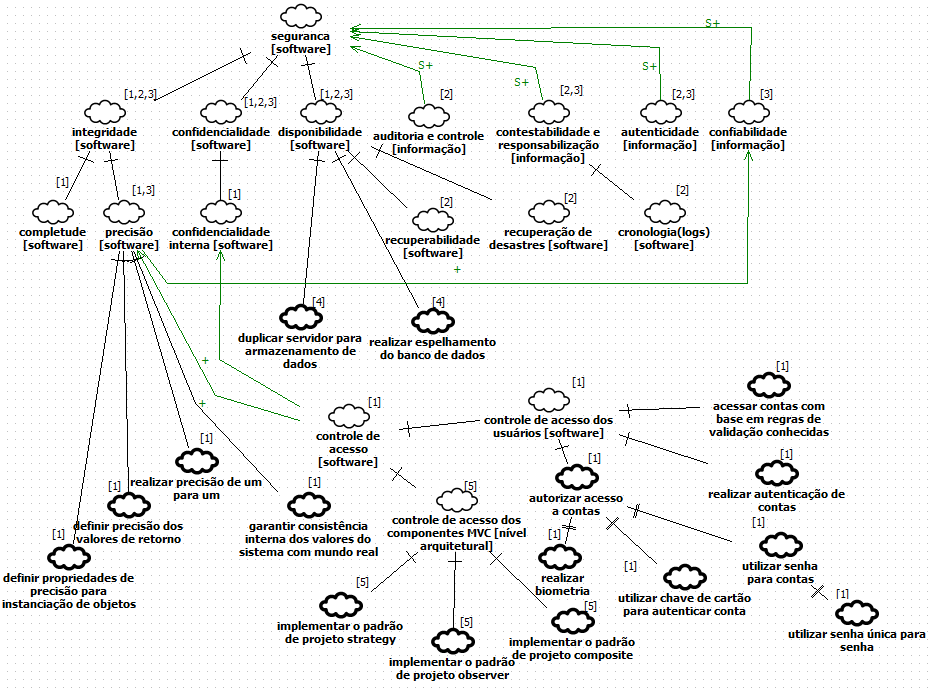 seguranca
[software]
S+
S+
S+
S+
[1,2,3]
integridade
[software]
[1,2,3]
confidencialidade
[software]
[1,2,3]
disponibilidade
[software]
[2]
auditoria e controle
[informação]
[2,3]
contestabilidade e
responsabilização
[informação]
[2,3]
autenticidade
[informação]
[3]
confiabilidade
[informação]
[1]
completude
[software]
[1,3]
precisão
[software]
[1]
confidencialidade
interna [software]
[2]
recuperabilidade
[software]
[2]
recuperação de
desastres [software]
[2]
cronologia(logs)
[software]
+
[4]
duplicar servidor para
armazenamento de
dados
[4]
realizar espelhamento
do banco de dados
+
+
[1]
controle de
acesso
[software]
[1]
controle de acesso dos
usuários [software]
[1]
acessar contas com
base em regras de
validação conhecidas
[1]
realizar precisão de um
para um
[1]
definir precisão dos
valores de retorno
[1]
garantir consistência
interna dos valores do
sistema com mundo real
[1]
definir propriedades de
precisão para
instanciação de objetos
[5]
controle de acesso dos
componentes MVC [nível
arquitetural]
[1]
autorizar acesso
a contas
[1]
realizar autenticação de
contas
[1]
realizar
biometria
[1]
utilizar chave de cartão
para autenticar conta
[1]
utilizar senha
para contas
[1]
utilizar senha única para
senha
[5]
implementar o padrão
de projeto strategy
[5]
implementar o padrão
de projeto observer
[5]
implementar o padrão
de projeto composite